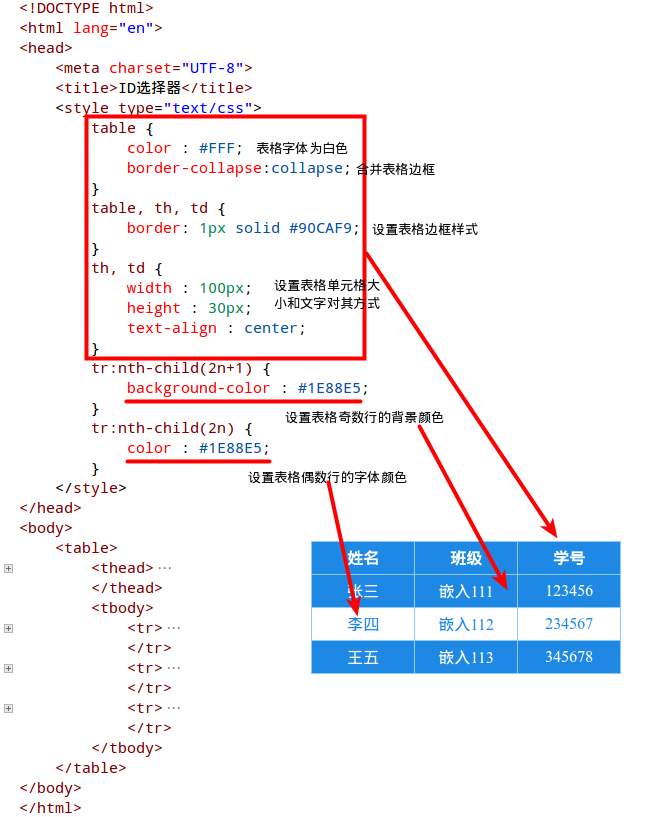 <!DOCTYPE html>
<html lang="en">
<head>
<meta charset="UTF-8">
<title>ID选择器</title>
<style type="text/css">
table {
color : #FFF; 表格字体为白色
border-collapse:collapse; 合并表格边框
}
table, th, td {
border: 1px solid #90CAF9; 设置表格边框样式
}
th, td {
width : 100px; 设置表格单元格大
height : 30px; 小和文字对其方式
text-align : center;
}
tr:nth-child(2n+1) {
background-color : #1E88E5;
}
设置表格奇数行的背景颜色
tr:nth-child(2n) {
color : #1E88E5;
}
设置表格偶数行的字体颜色
</style>
</head>
<body>
<table>
<thead>···
</thead>
<tbody>
<tr>···
</tr>
<tr>···
</tr>
<tr>···
</tr>
</tbody>
</table>
</body>
</html>
姓名 班级 学号
张三 嵌入111 123456
李四 嵌入112 234567
王五 嵌入113 345678